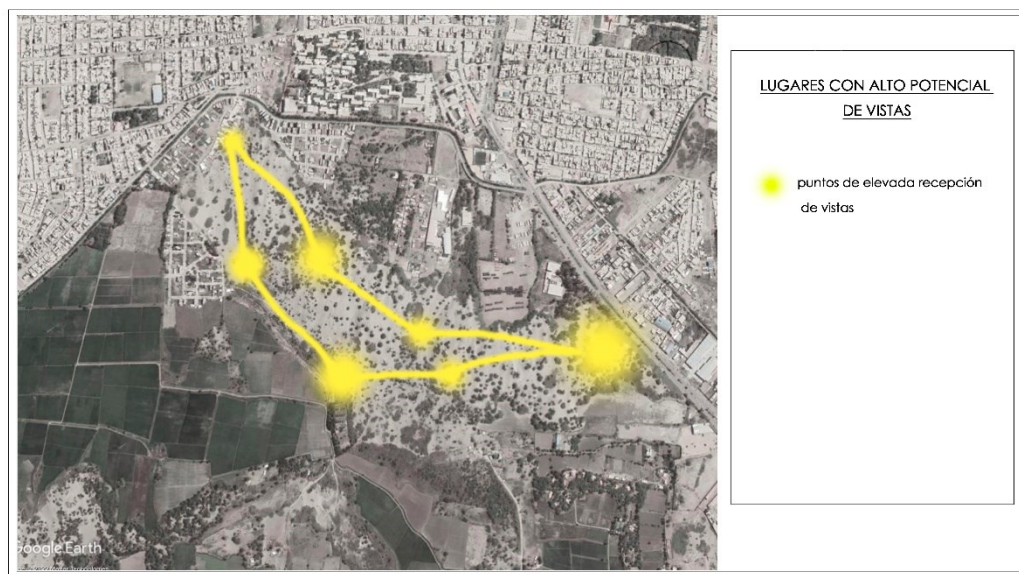 LUGARES CON ALTO POTENCIAL
DE VISTAS
puntos de elevada recepción
de vistas
Google Earth